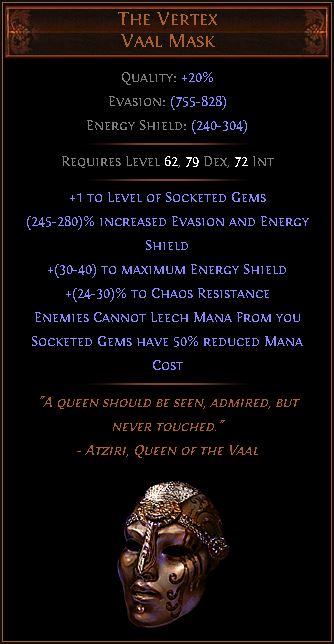 The Vertex
Vaal Mask
Quality: +20%
Evasion: (755-828)
Energy Shield: (240-304)
Requires Level 62, 79 Dex, 72 Int
+1 to Level of Socketed Gems
(245-280)% increased Evasion and Energy
Shield
+(30-40) to maximum Energy Shield
+(24-30)% to Chaos Resistance
Enemies Cannot Leech Mana From you
Socketed Gems have 50% reduced Mana
Cost
"A queen should be seen, admired, but
never touched."
- Atziri, Queen of the Vaal